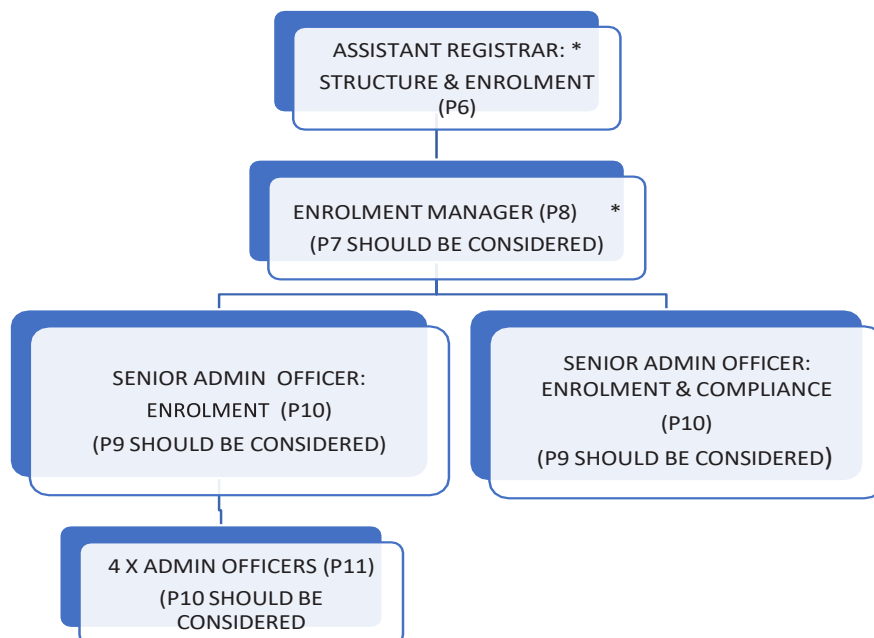 ASSISTANT REGISTRAR: *
STRUCTURE & ENROLMENT
(P6)
ENROLMENT MANAGER (P8) *
(P7 SHOULD BE CONSIDERED)
SENIOR ADMIN OFFICER:
ENROLMENT (P10)
(P9 SHOULD BE CONSIDERED)
SENIOR ADMIN OFFICER:
ENROLMENT & COMPLIANCE
(P10)
(P9 SHOULD BE CONSIDERED)
4 X ADMIN OFFICERS (P11)
(P10 SHOULD BE
CONSIDERED